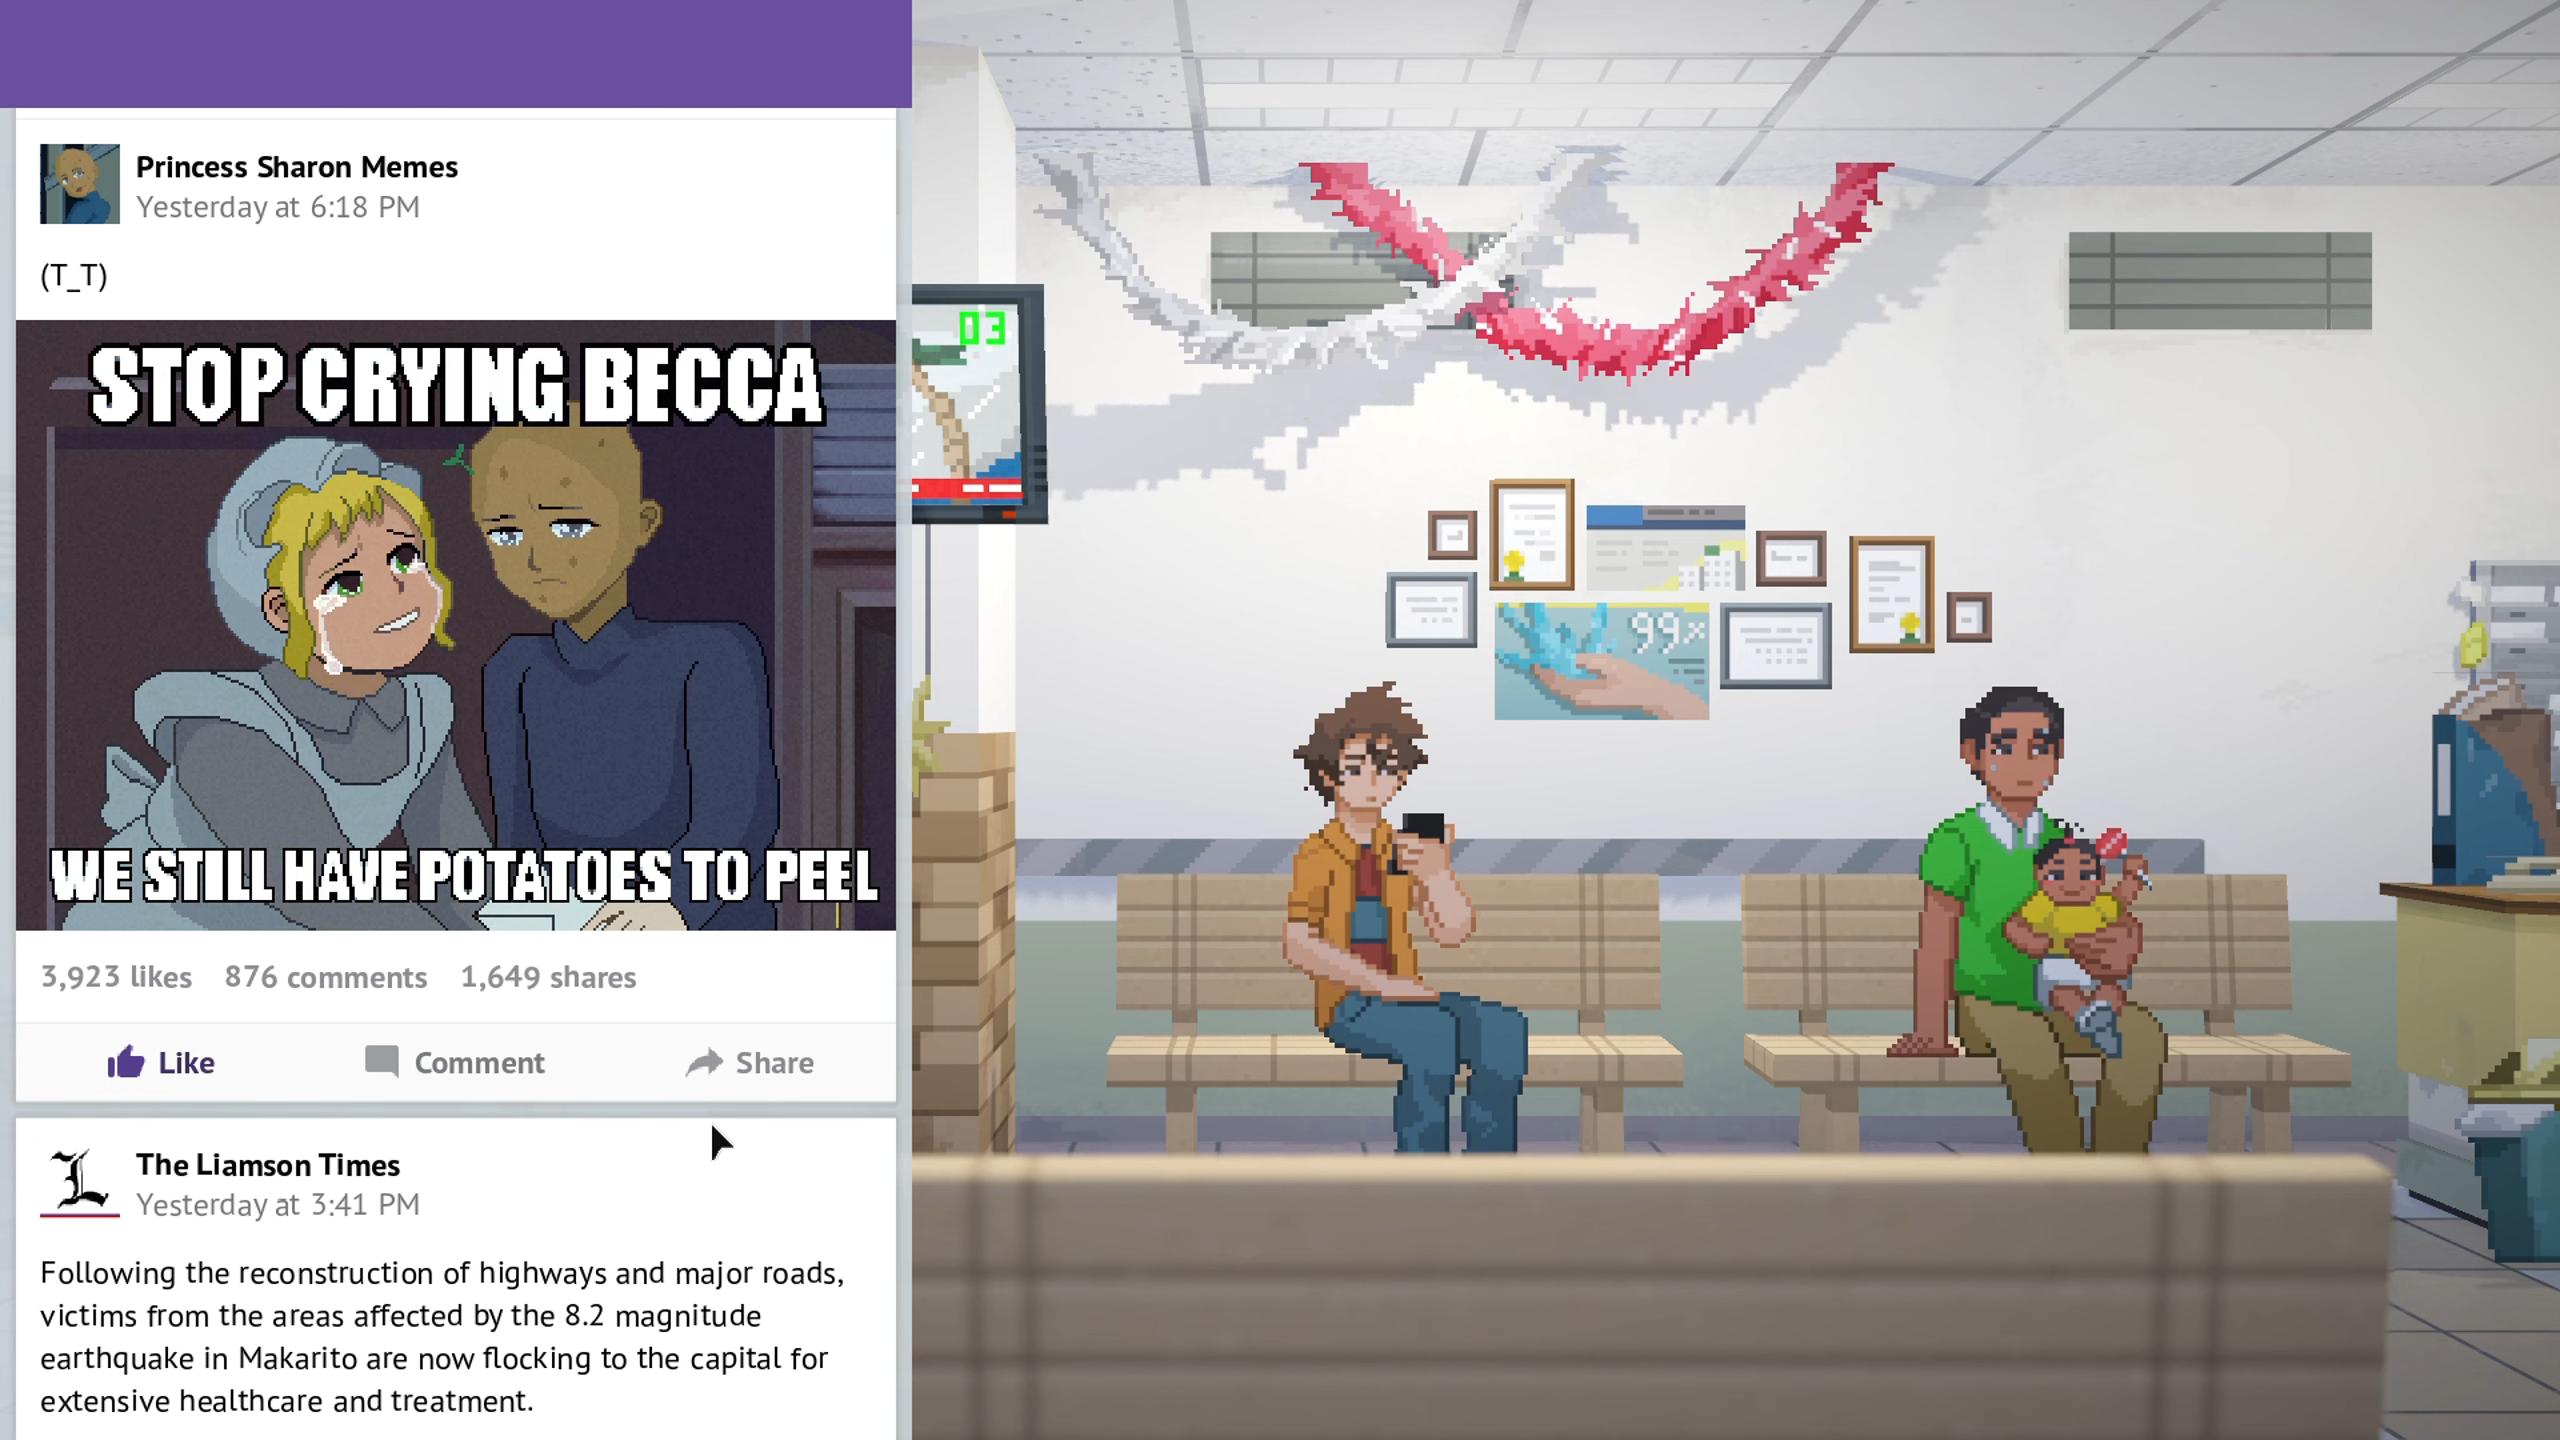 Princess Sharon Memes
Yesterday at 6:18 PM
(T_T)
STOP CRYING BECCA
WE STILL HAVE POTATOES TO PEEL
3,923 likes 876 comments 1,649 shares
Like Comment Share
L
The Liamson Times
Yesterday at 3:41 PM
Following the reconstruction of highways and major roads,
victims from the areas affected by the 8.2 magnitude
earthquake in Makarito are now flocking to the capital for
extensive healthcare and treatment.
03
99%